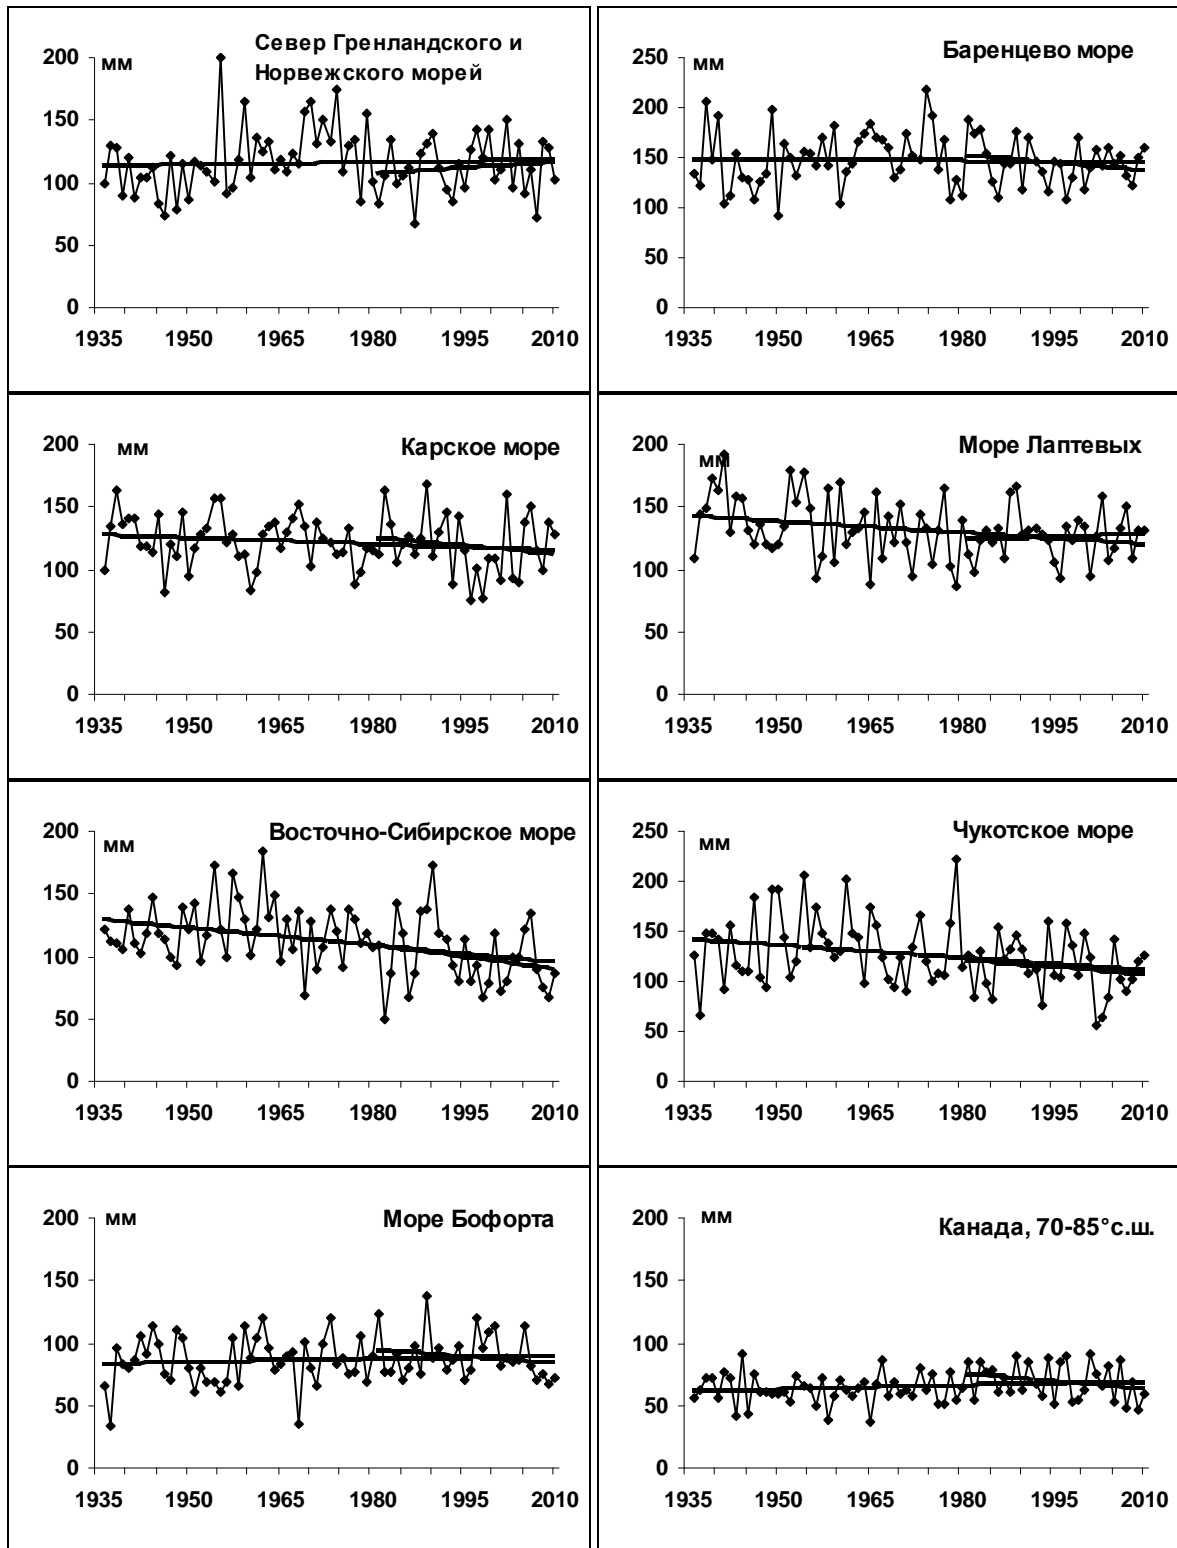 Север Гренландского и
Норвежского морей
мм
200
150
100
50
0
1935 1950 1965 1980 1995 2010
Баренцево море
мм
250
200
150
100
50
0
1935 1950 1965 1980 1995 2010
Карское море
мм
200
150
100
50
0
1935 1950 1965 1980 1995 2010
Море Лаптевых
мм
200
150
100
50
0
1935 1950 1965 1980 1995 2010
Восточно-Сибирское море
мм
200
150
100
50
0
1935 1950 1965 1980 1995 2010
Чукотское море
мм
250
200
150
100
50
0
1935 1950 1965 1980 1995 2010
Море Бофорта
мм
200
150
100
50
0
1935 1950 1965 1980 1995 2010
Канада, 70-85°с.ш.
мм
200
150
100
50
0
1935 1950 1965 1980 1995 2010